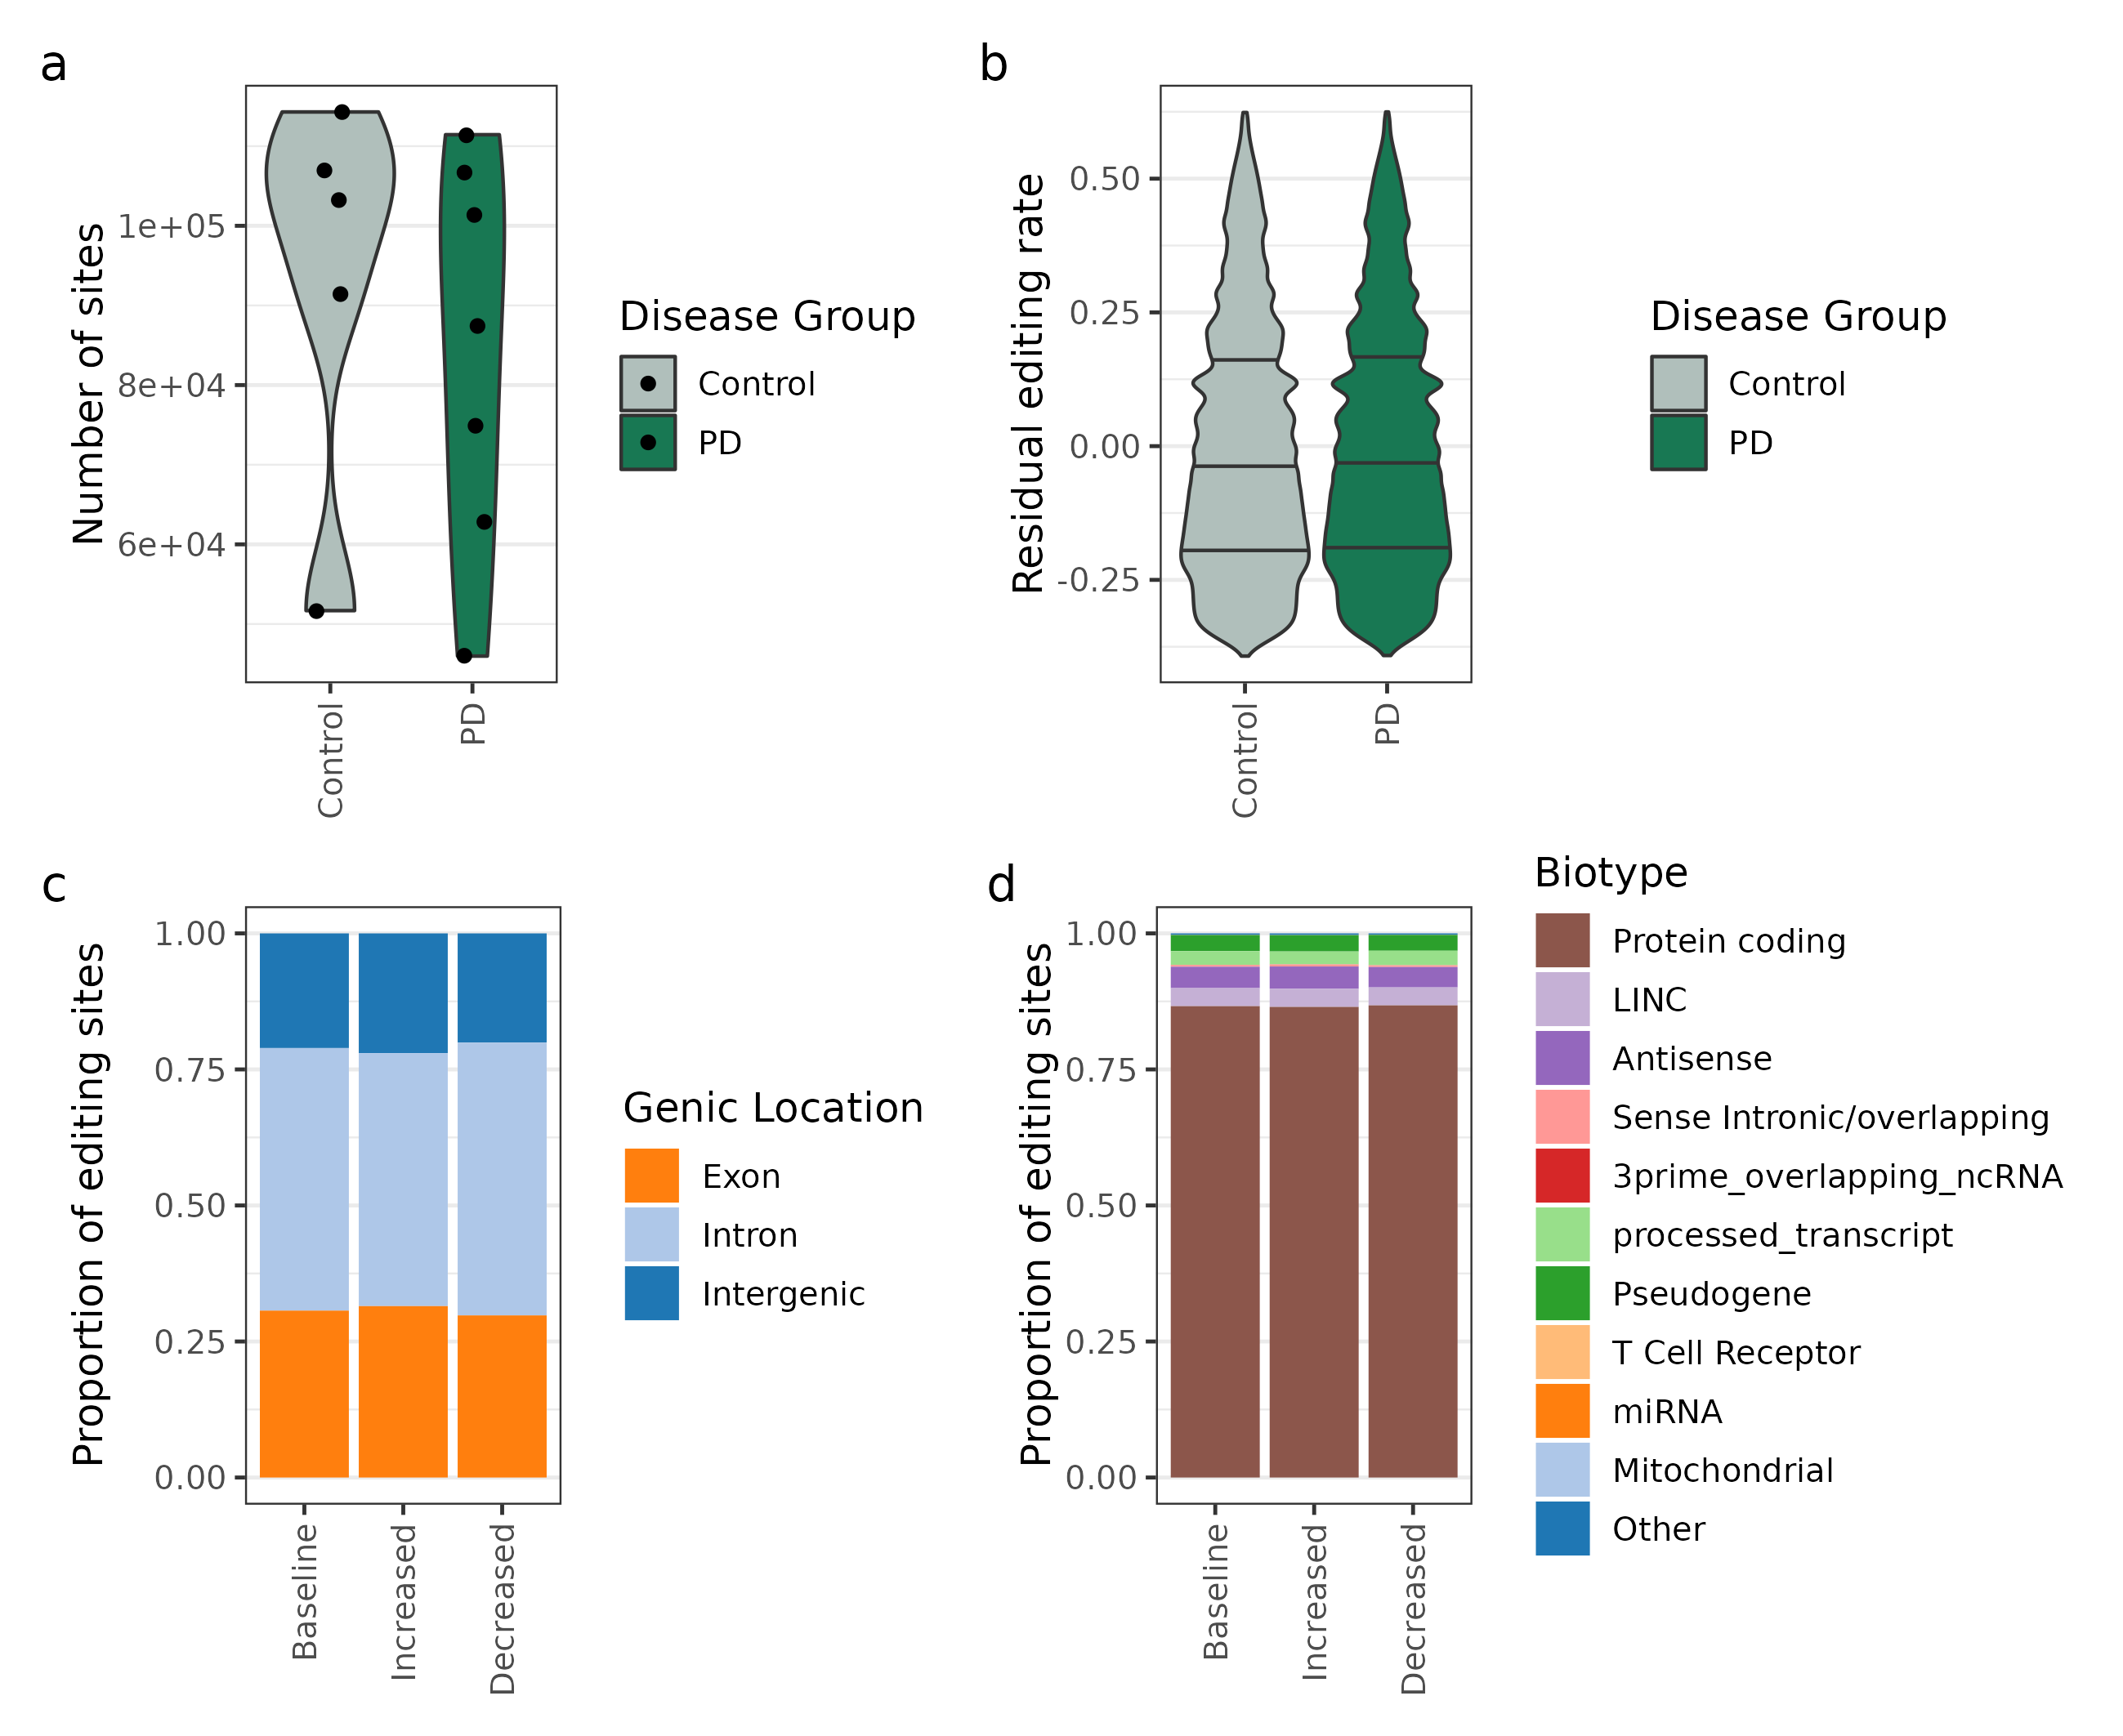 a
Number of sites
1e+05
8e+04
6e+04
Control
PD
Disease Group
Control
PD
b
Residual editing rate
0.50
0.25
0.00
-0.25
Control
PD
Disease Group
Control
PD
c
Proportion of editing sites
1.00
0.75
0.50
0.25
0.00
Baseline
Increased
Decreased
Genic Location
Exon
Intron
Intergenic
d
Proportion of editing sites
1.00
0.75
0.50
0.25
0.00
Baseline
Increased
Decreased
Biotype
Protein coding
LINC
Antisense
Sense Intronic/overlapping
3prime_overlapping_ncRNA
processed_transcript
Pseudogene
T Cell Receptor
miRNA
Mitochondrial
Other